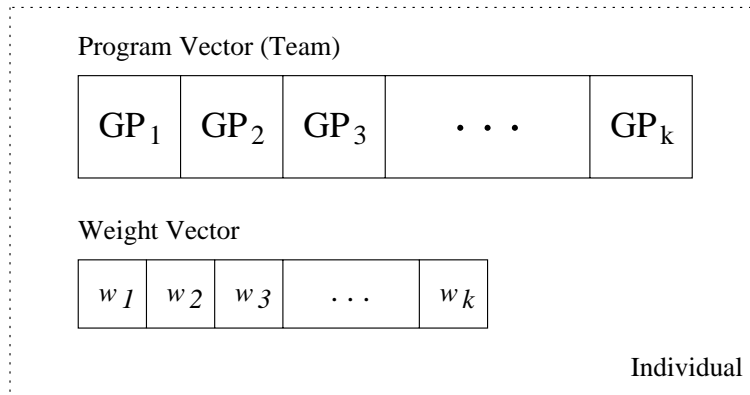 Program Vector (Team)
GP1 GP2 GP3 . . . GPk
Weight Vector
w1 w2 w3 . . . wk
Individual